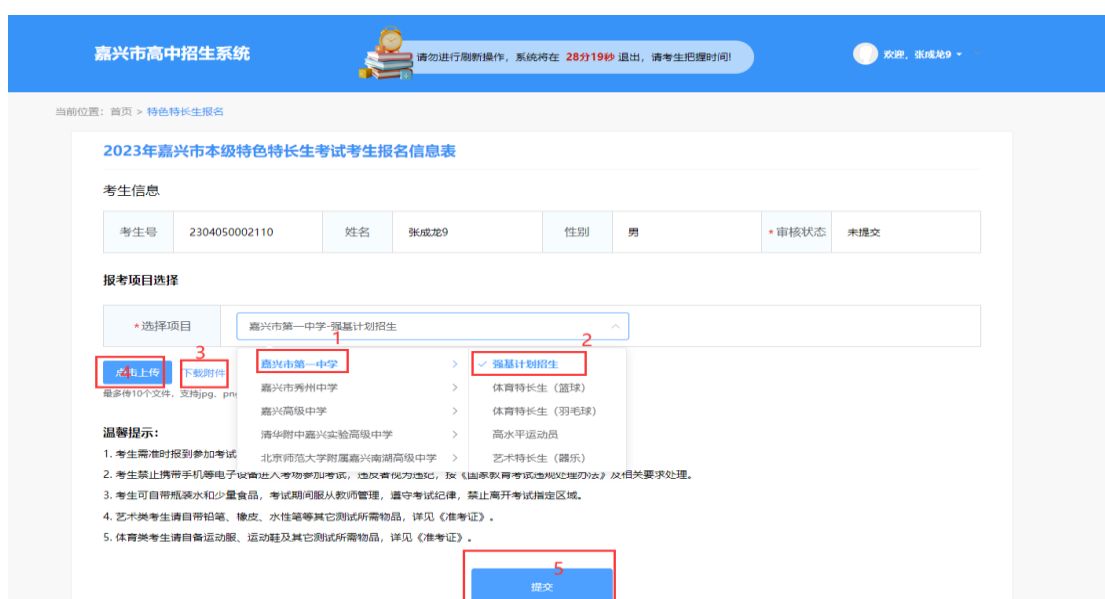 嘉兴市高中招生系统
请勿进行刷新操作，系统将在 28分19秒 退出，请考生把握时间!
欢迎，张成龙9
当前位置：首页 > 特色特长生报名
2023年嘉兴市本级特色特长生考试考生报名信息表
考生信息
考生号 2304050002110 姓名 张成龙9 性别 男 *审核状态 未提交
报考项目选择
*选择项目 嘉兴市第一中学-强基计划招生
1 2
3
4
点击上传 下载附件
最多传10个文件，支持jpg、pn
嘉兴市第一中学 > ✓ 强基计划招生
嘉兴市秀州中学 > 体育特长生（篮球）
嘉兴高级中学 > 体育特长生（羽毛球）
清华附中嘉兴实验高级中学 > 高水平运动员
北京师范大学附属嘉兴南湖高级中学 > 艺术特长生（器乐）
温馨提示：
1. 考生需准时报到参加考试
2. 考生禁止携带手机等电子设备进入考场参加考试，违反者视为违纪，按《国家教育考试违规处理办法》及相关要求处理。
3. 考生可自带瓶装水和少量食品，考试期间服从教师管理，遵守考试纪律，禁止离开考试指定区域。
4. 艺术类考生请自带铅笔、橡皮、水性笔等其它测试所需物品，详见《准考证》。
5. 体育类考生请自备运动服、运动鞋及其它测试所需物品，详见《准考证》。
5
提交